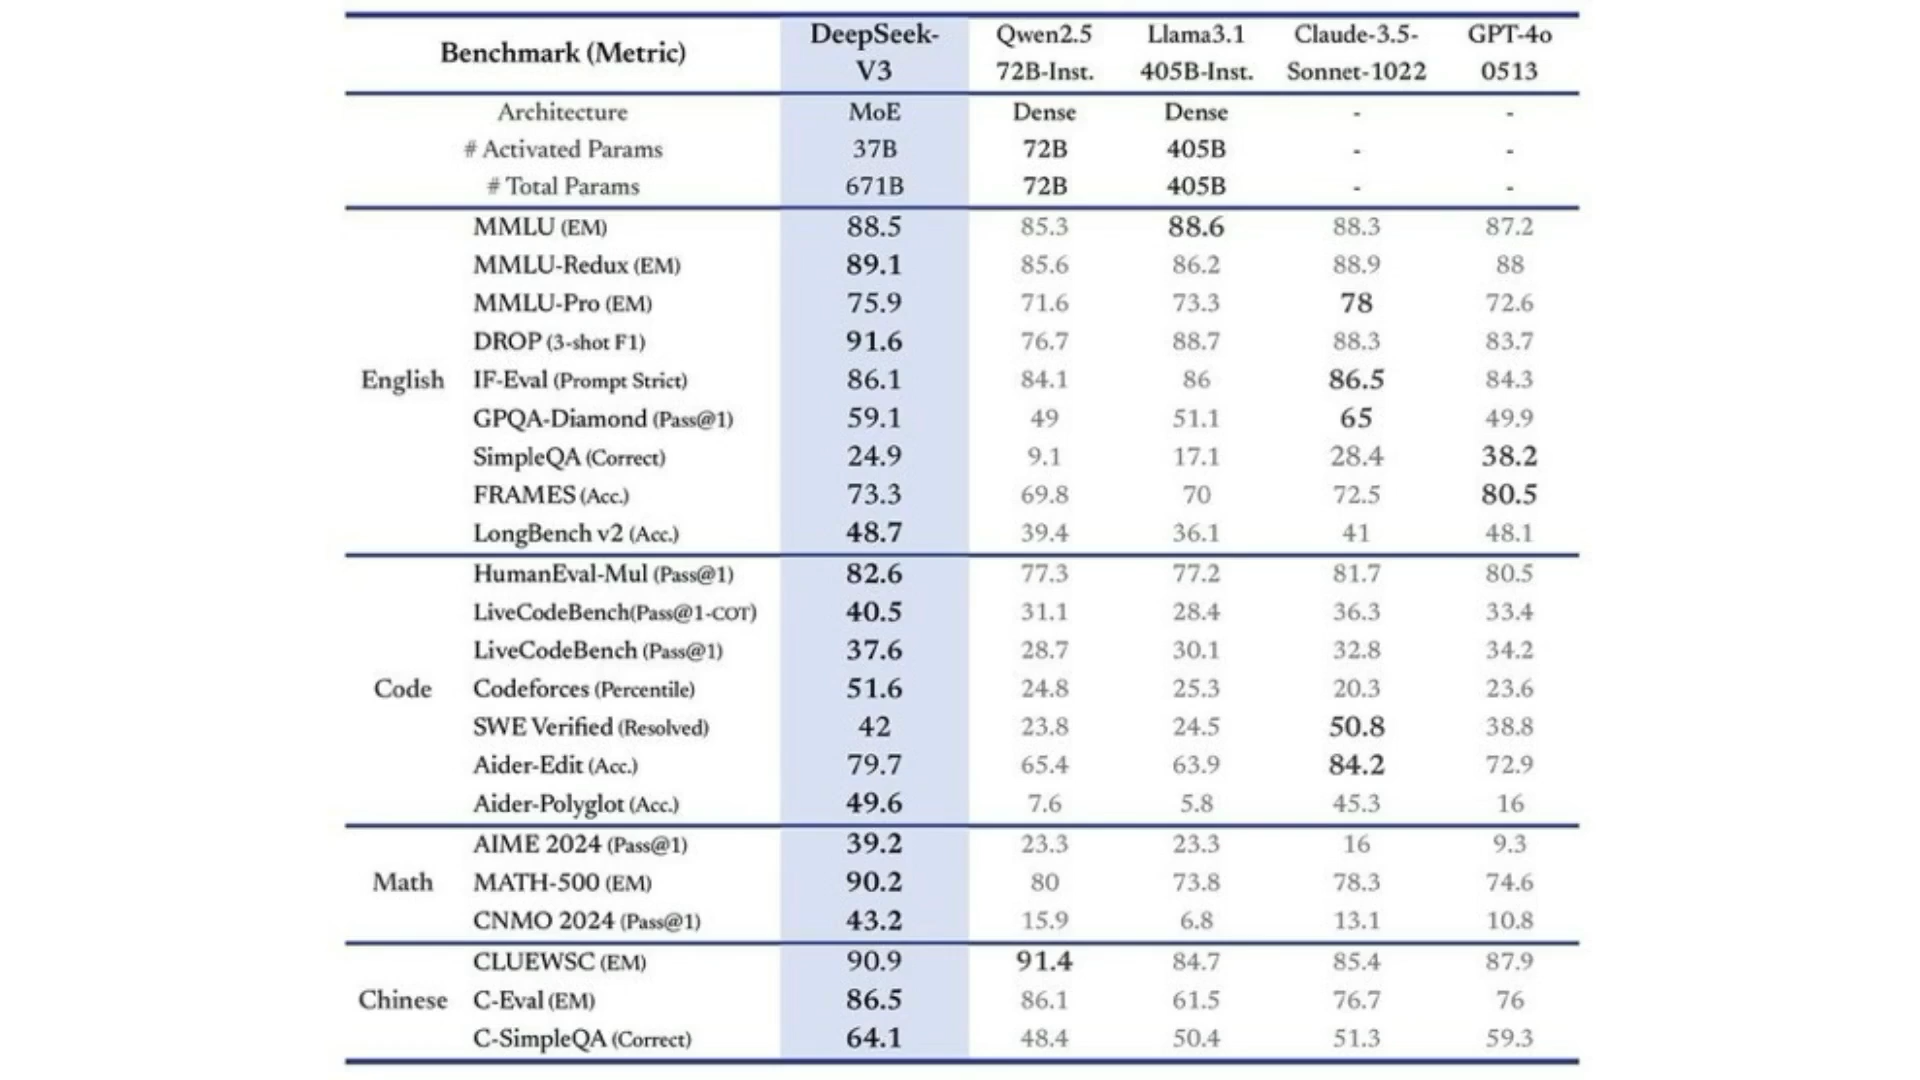 Benchmark (Metric) DeepSeek-V3 Qwen2.5 72B-Inst. Llama3.1 405B-Inst. Claude-3.5-Sonnet-1022 GPT-4o 0513
Architecture MoE Dense Dense - -
# Activated Params 37B 72B 405B - -
# Total Params 671B 72B 405B - -
English
MMLU (EM) 88.5 85.3 88.6 88.3 87.2
MMLU-Redux (EM) 89.1 85.6 86.2 88.9 88
MMLU-Pro (EM) 75.9 71.6 73.3 78 72.6
DROP (3-shot F1) 91.6 76.7 88.7 88.3 83.7
IF-Eval (Prompt Strict) 86.1 84.1 86 86.5 84.3
GPQA-Diamond (Pass@1) 59.1 49 51.1 65 49.9
SimpleQA (Correct) 24.9 9.1 17.1 28.4 38.2
FRAMES (Acc.) 73.3 69.8 70 72.5 80.5
LongBench v2 (Acc.) 48.7 39.4 36.1 41 48.1
Code
HumanEval-Mul (Pass@1) 82.6 77.3 77.2 81.7 80.5
LiveCodeBench(Pass@1-COT) 40.5 31.1 28.4 36.3 33.4
LiveCodeBench (Pass@1) 37.6 28.7 30.1 32.8 34.2
Codeforces (Percentile) 51.6 24.8 25.3 20.3 23.6
SWE Verified (Resolved) 42 23.8 24.5 50.8 38.8
Aider-Edit (Acc.) 79.7 65.4 63.9 84.2 72.9
Aider-Polyglot (Acc.) 49.6 7.6 5.8 45.3 16
Math
AIME 2024 (Pass@1) 39.2 23.3 23.3 16 9.3
MATH-500 (EM) 90.2 80 73.8 78.3 74.6
CNMO 2024 (Pass@1) 43.2 15.9 6.8 13.1 10.8
Chinese
CLUEWSC (EM) 90.9 91.4 84.7 85.4 87.9
C-Eval (EM) 86.5 86.1 61.5 76.7 76
C-SimpleQA (Correct) 64.1 48.4 50.4 51.3 59.3